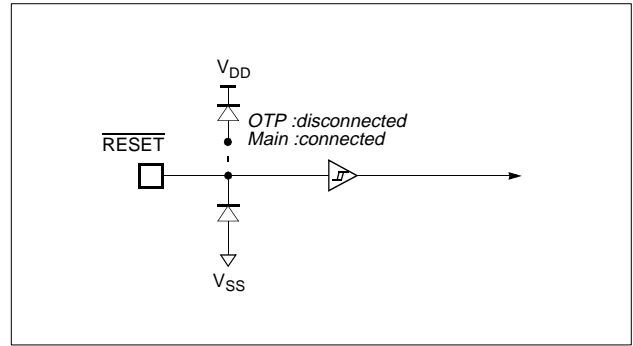 VDD
OTP :disconnected
Main :connected
RESET
VSS